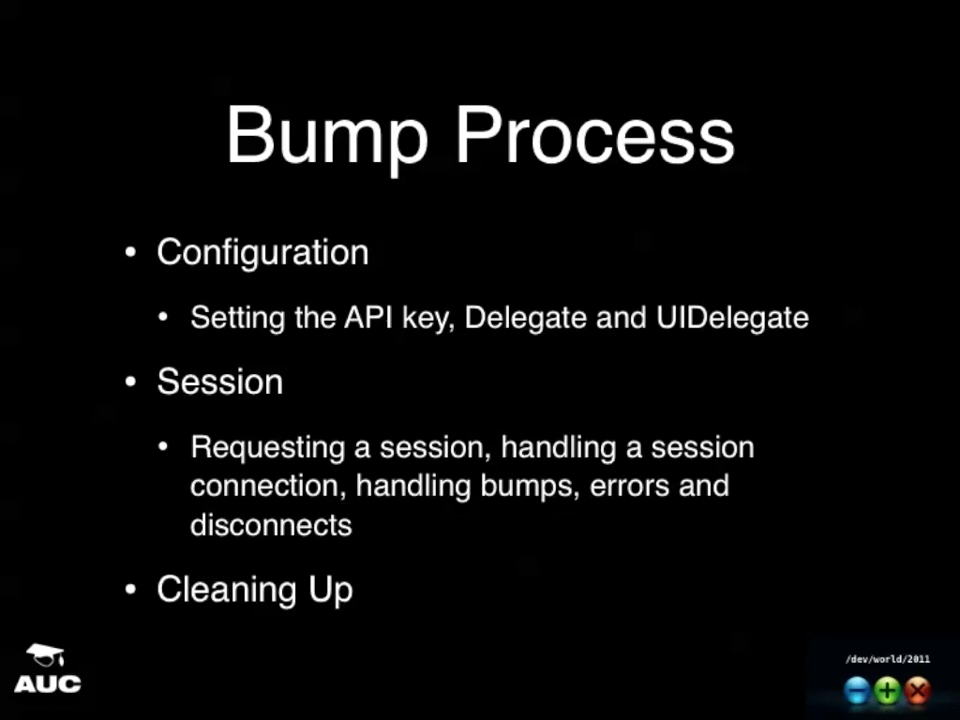 Bump Process
• Configuration
• Setting the API key, Delegate and UIDelegate
• Session
• Requesting a session, handling a session
connection, handling bumps, errors and
disconnects
• Cleaning Up
AUC
/dev/world/2011